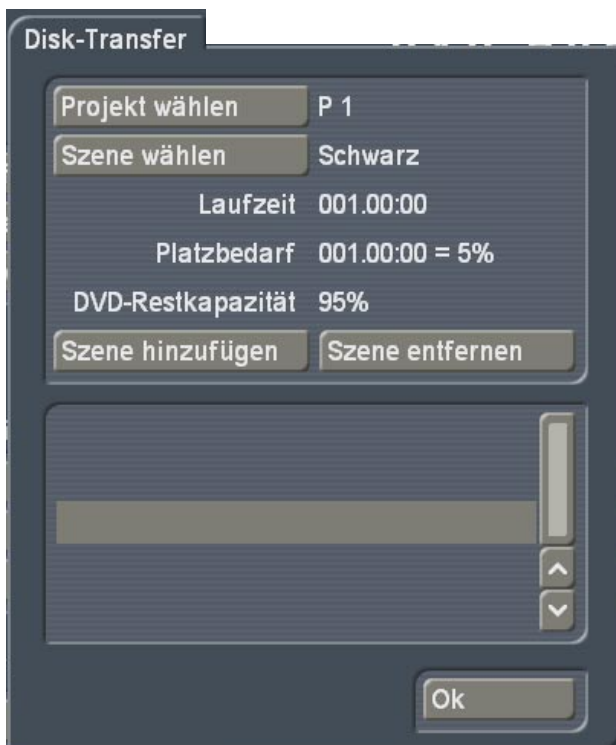 Disk-Transfer
Projekt wählen P 1
Szene wählen Schwarz
Laufzeit 001.00:00
Platzbedarf 001.00:00 = 5%
DVD-Restkapazität 95%
Szene hinzufügen Szene entfernen
Ok